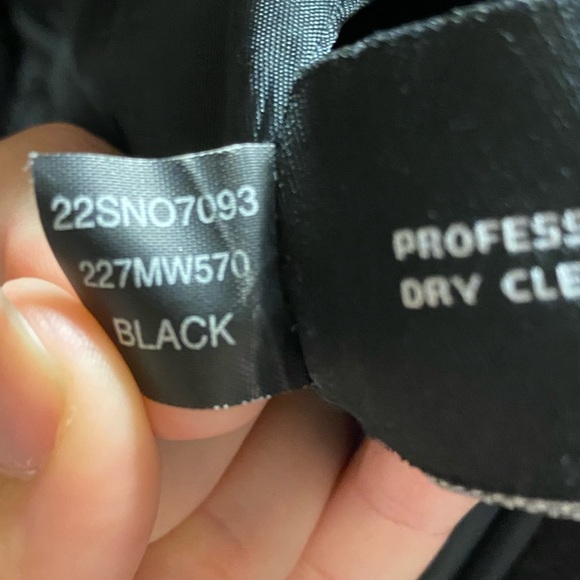 22SNO7093
227MW570
BLACK
PROFESS
DRY CLE